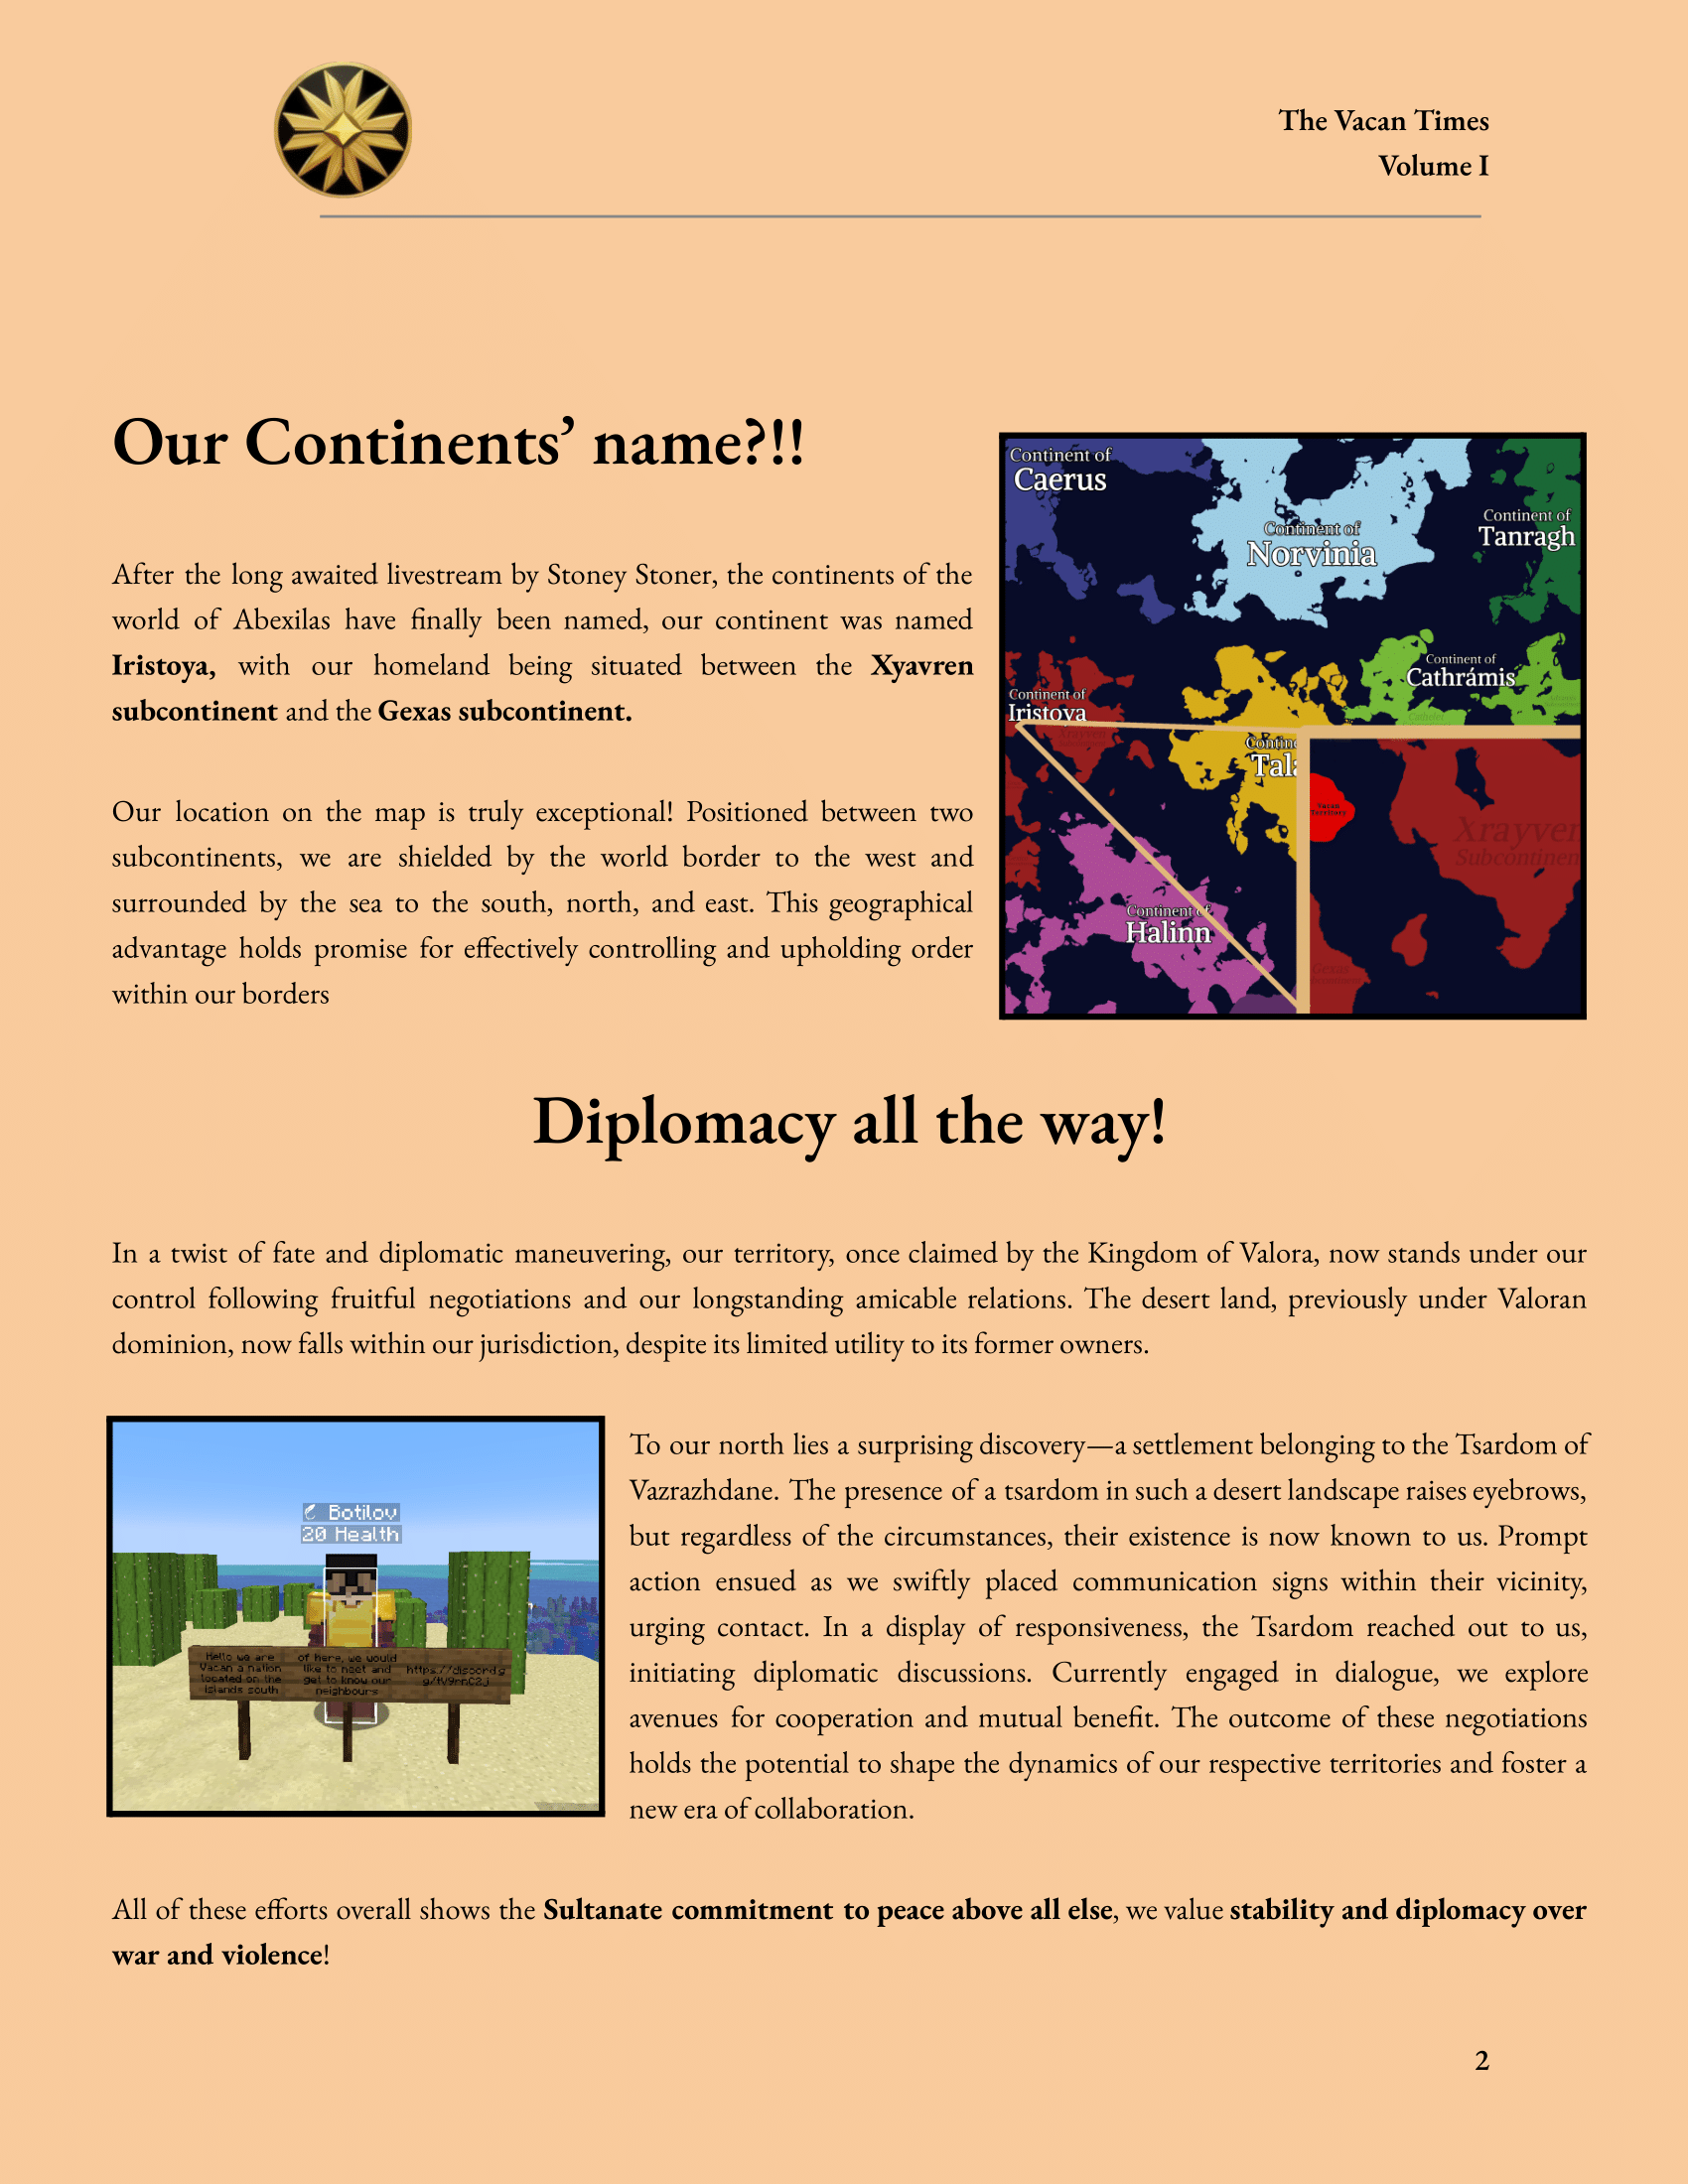 The Vacan Times
Volume I
Our Continents’ name?!!
After the long awaited livestream by Stoney Stoner, the continents of the
world of Abexilas have finally been named, our continent was named
Iristoya, with our homeland being situated between the Xyavren
subcontinent and the Gexas subcontinent.
Our location on the map is truly exceptional! Positioned between two
subcontinents, we are shielded by the world border to the west and
surrounded by the sea to the south, north, and east. This geographical
advantage holds promise for effectively controlling and upholding order
within our borders
Continent of
Caerus
Continent of
Norvinia
Continent of
Tanragh
Continent of
Iristoya
Continent of
Cathrámis
Xrayven
Tala
Vacan
Territory
Xrayver
Subcontinen
Continent of
Halinn
Gexas
Diplomacy all the way!
In a twist of fate and diplomatic maneuvering, our territory, once claimed by the Kingdom of Valora, now stands under our
control following fruitful negotiations and our longstanding amicable relations. The desert land, previously under Valoran
dominion, now falls within our jurisdiction, despite its limited utility to its former owners.
Botilov
20 Health
Hello we are
Vacan a nation
located on the
islands south
of here, we would
like to meet and
get to know our
neighbours
https://discord.g
To our north lies a surprising discovery—a settlement belonging to the Tsardom of
Vazrazhdane. The presence of a tsardom in such a desert landscape raises eyebrows,
but regardless of the circumstances, their existence is now known to us. Prompt
action ensued as we swiftly placed communication signs within their vicinity,
urging contact. In a display of responsiveness, the Tsardom reached out to us,
initiating diplomatic discussions. Currently engaged in dialogue, we explore
avenues for cooperation and mutual benefit. The outcome of these negotiations
holds the potential to shape the dynamics of our respective territories and foster a
new era of collaboration.
All of these efforts overall shows the Sultanate commitment to peace above all else, we value stability and diplomacy over
war and violence!
2